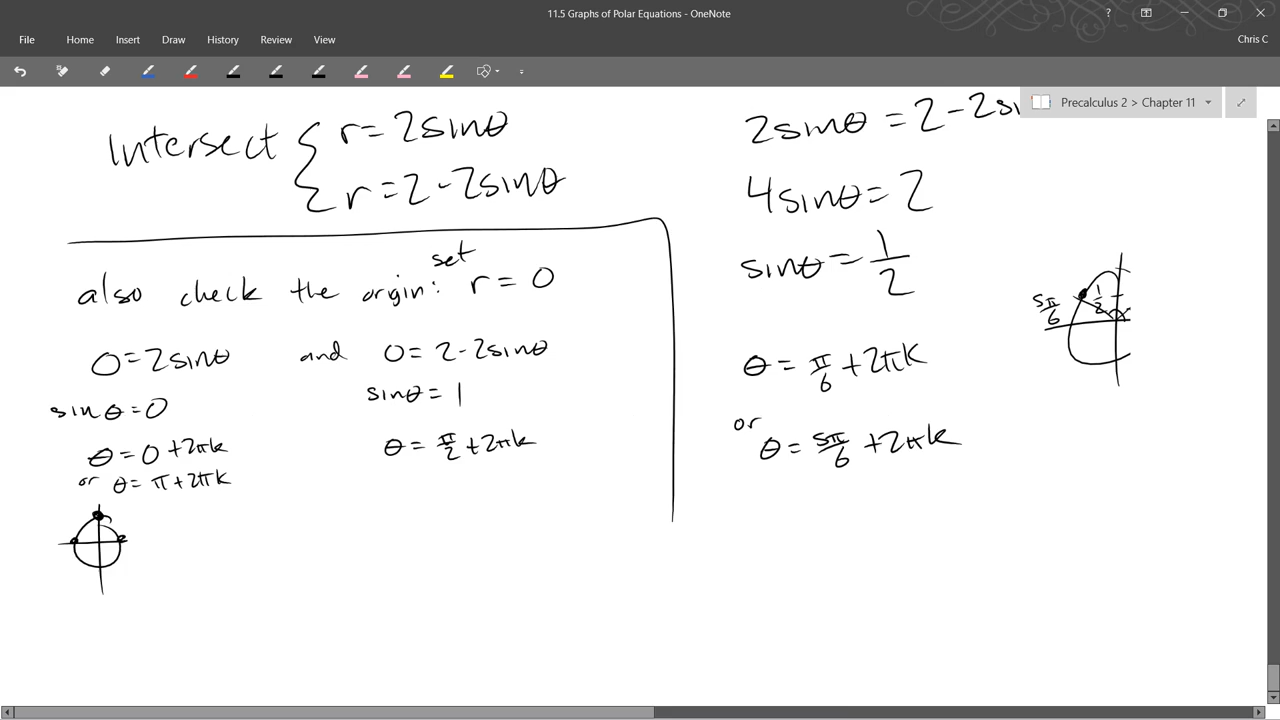 11.5 Graphs of Polar Equations - OneNote
File Home Insert Draw History Review View
Chris C
Precalculus 2 > Chapter 11
Intersect { r=2sinθ
r=2-2sinθ
also check the origin: set r=0
0=2sinθ and 0=2-2sinθ
sinθ=0
sinθ=1
θ=0+2πk
θ=π/2+2πk
or θ=π+2πk
2sinθ=2-2si
4sinθ=2
sinθ=1/2
θ=π/6+2πk
or
θ=5π/6+2πk
5π/6
1/2